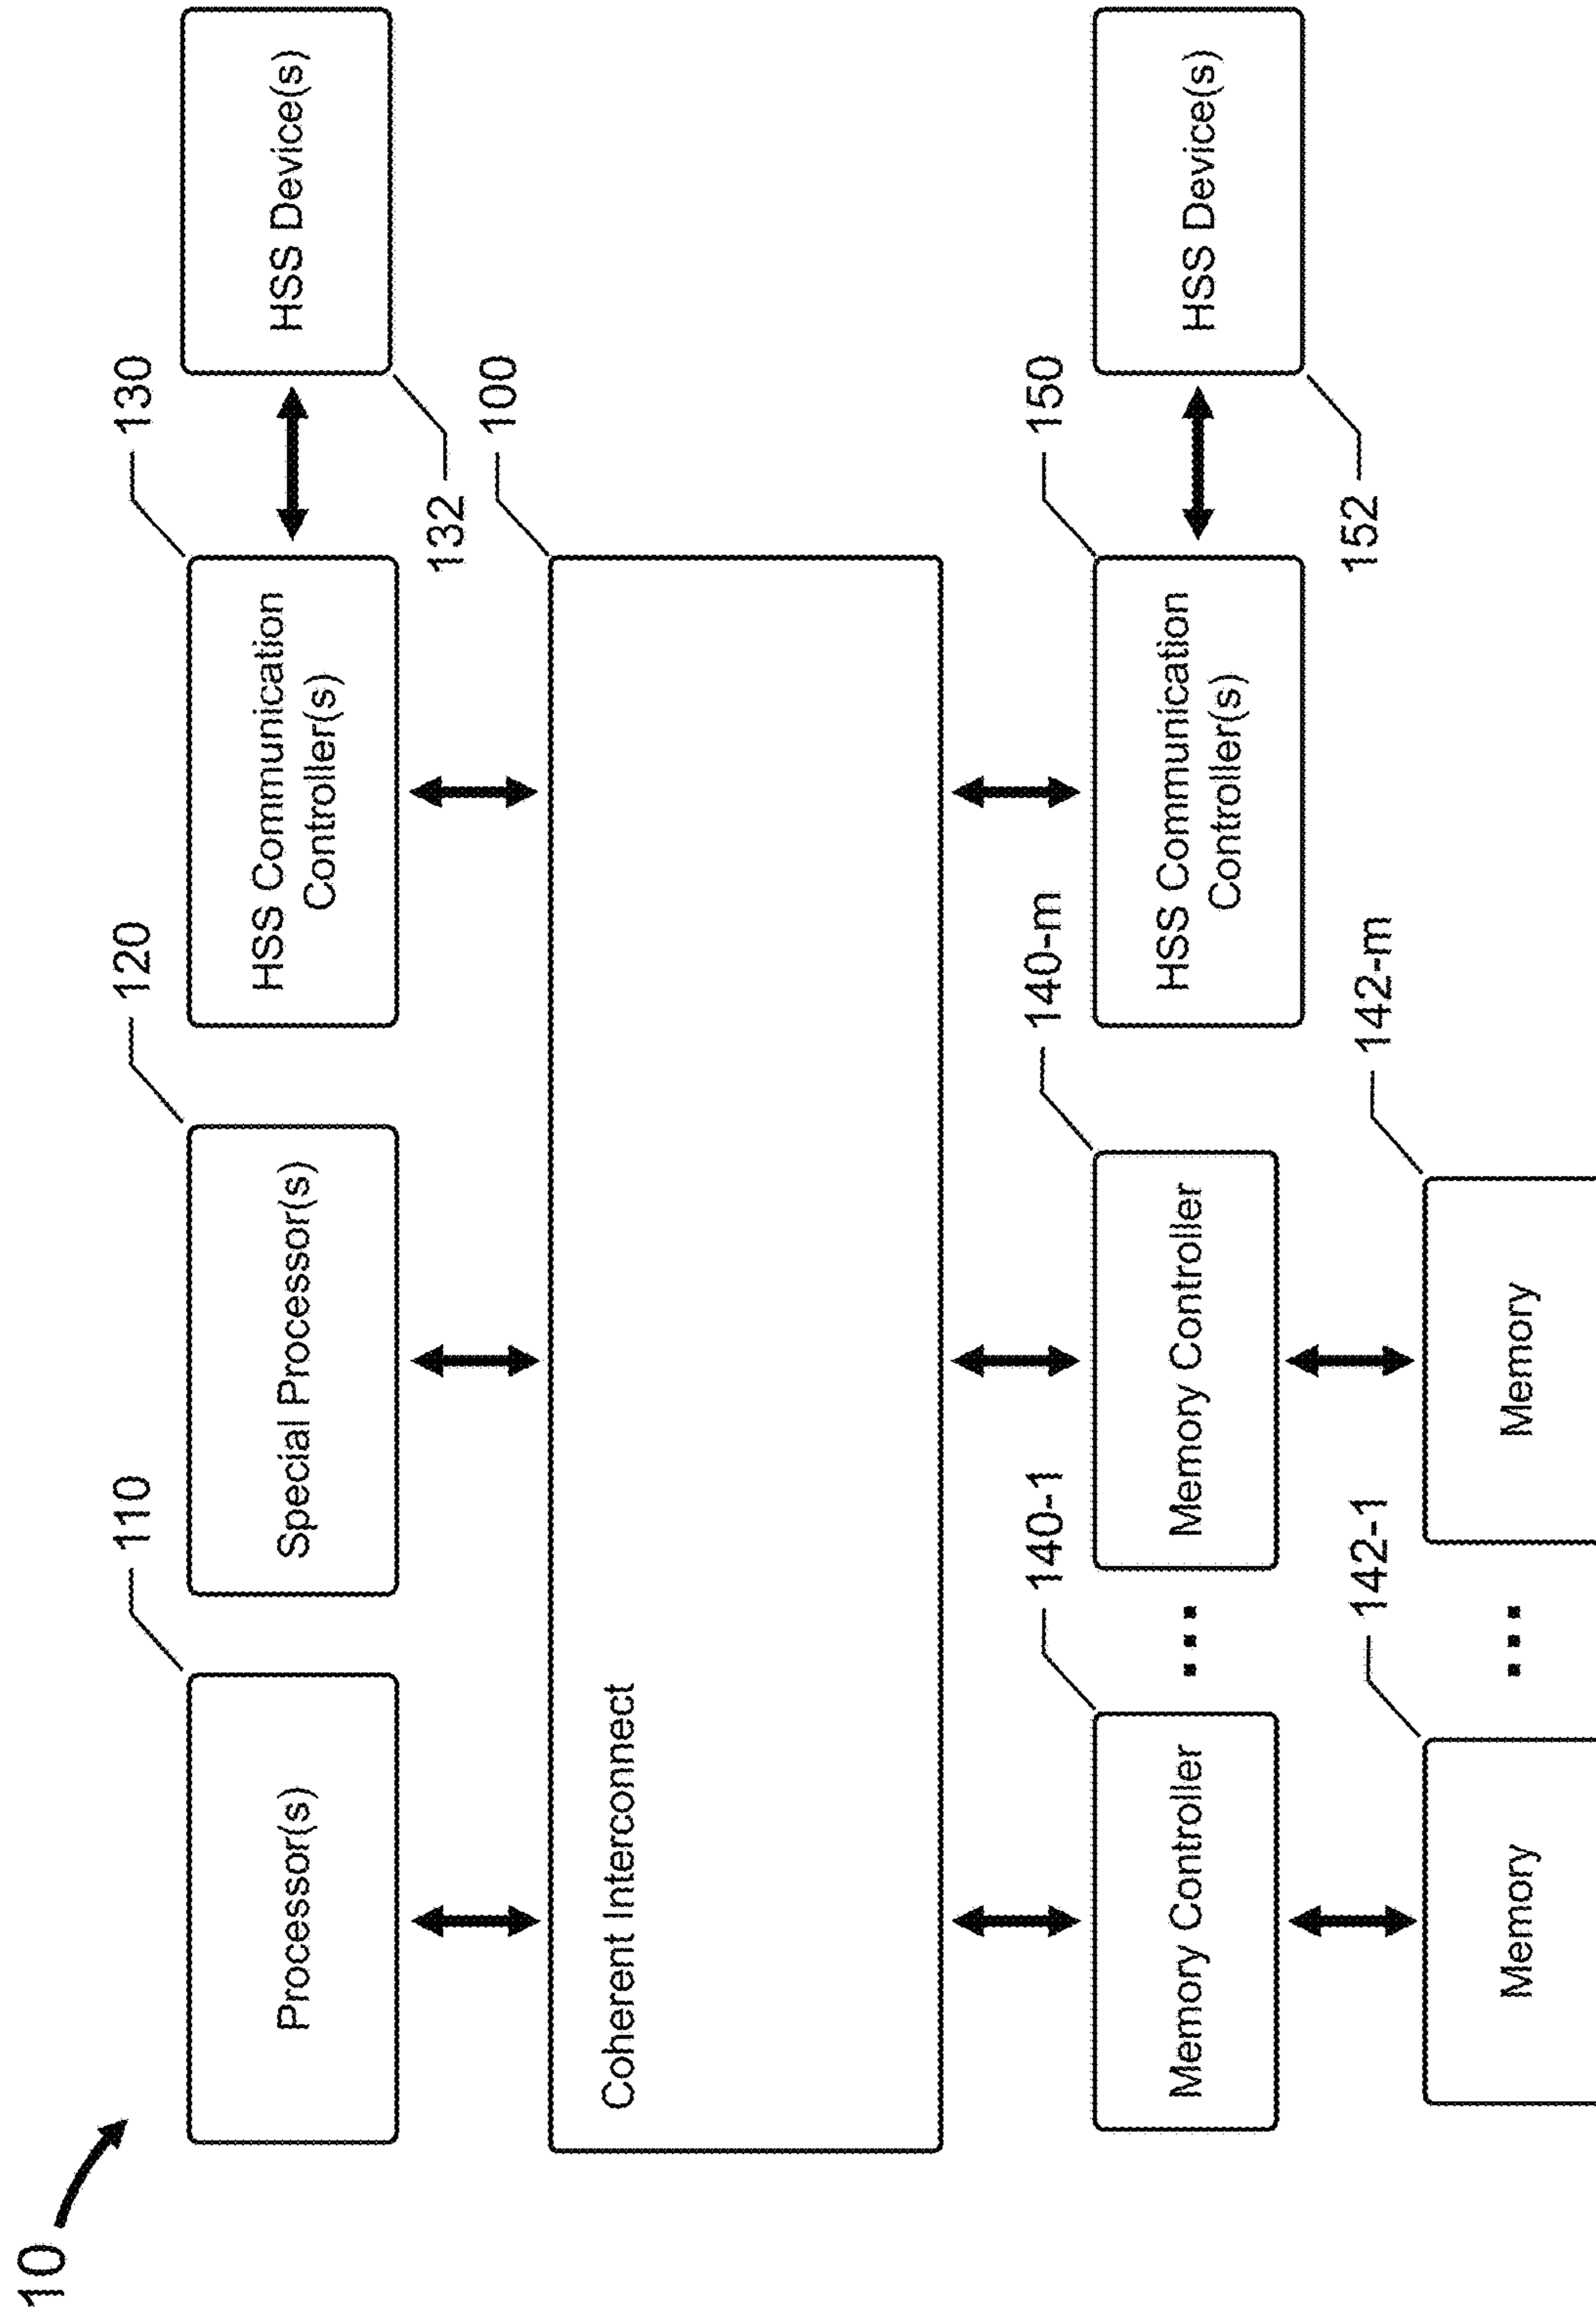 10
110
120
130
Processor(s)
Special Processor(s)
HSS Communication
Controller(s)
HSS Device(s)
132
100
Coherent Interconnect
140-1
140-m
150
Memory Controller
...
Memory Controller
HSS Communication
Controller(s)
HSS Device(s)
152
142-1
142-m
Memory
...
Memory